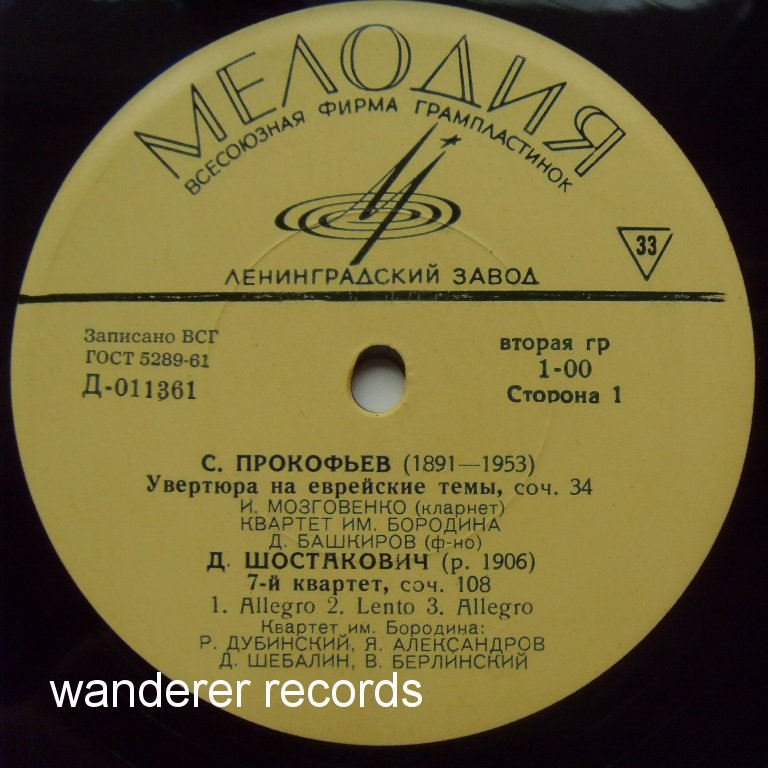 МЕЛОДИЯ
ВСЕСОЮЗНАЯ ФИРМА ГРАМПЛАСТИНОК
33
ЛЕНИНГРАДСКИЙ ЗАВОД
Записано ВСГ
ГОСТ 5289-61
Д-011361
вторая гр
1-00
Сторона 1
С. ПРОКОФЬЕВ (1891—1953)
Увертюра на еврейские темы, соч. 34
И. МОЗГОВЕНКО (кларнет)
КВАРТЕТ ИМ. БОРОДИНА
Д. БАШКИРОВ (ф-но)
Д. ШОСТАКОВИЧ (р. 1906)
7-й квартет, соч. 108
1. Allegro 2. Lento 3. Allegro
Квартет им. Бородина:
Р. ДУБИНСКИЙ, Я. АЛЕКСАНДРОВ
Д. ШЕБАЛИН, В. БЕРЛИНСКИЙ
wanderer records